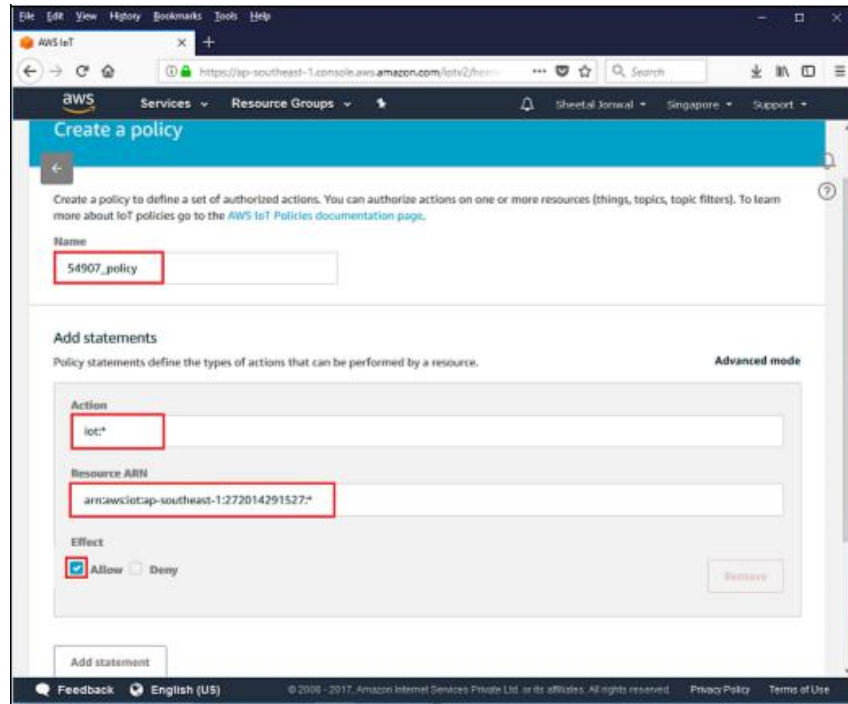 File Edit View History Bookmarks Tools Help
AWS IoT
https://ap-southeast-1.console.aws.amazon.com/iotv2/hom
Search
aws Services Resource Groups Sheetal Jonwal Singapore Support
Create a policy
Create a policy to define a set of authorized actions. You can authorize actions on one or more resources (things, topics, topic filters). To learn
more about IoT policies go to the AWS IoT Policies documentation page.
Name
54907_policy
Add statements
Policy statements define the types of actions that can be performed by a resource.
Advanced mode
Action
iot:*
Resource ARN
arn:aws:iot:ap-southeast-1:272014291527:*
Effect
Allow Deny
Remove
Add statement
Feedback English (US) © 2008 - 2017, Amazon Internet Services Private Ltd. or its affiliates. All rights reserved. Privacy Policy Terms of Use